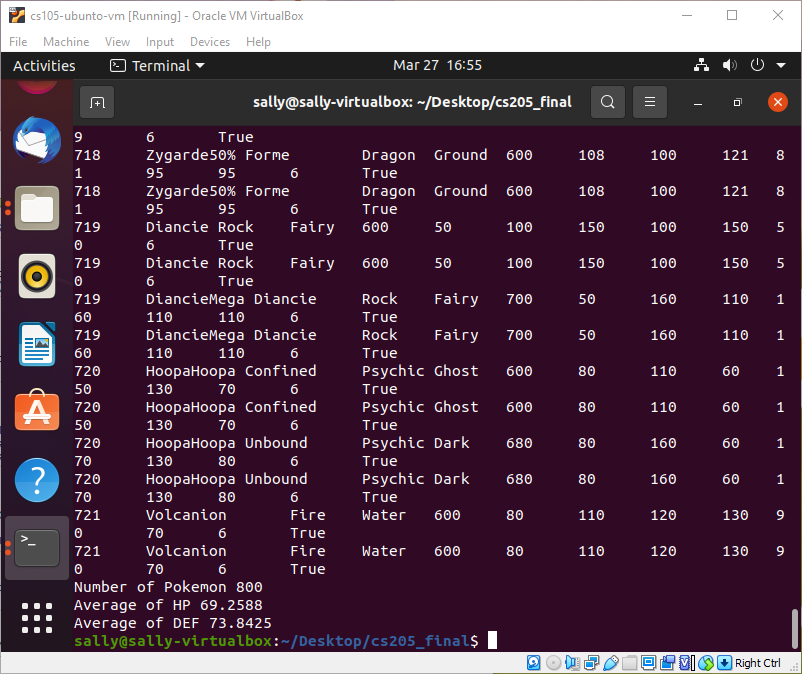 cs105-ubunto-vm [Running] - Oracle VM VirtualBox
File Machine View Input Devices Help
Activities Terminal Mar 27 16:55
sally@sally-virtualbox: ~/Desktop/cs205_final
9 6 True
718 Zygarde50% Forme Dragon Ground 600 108 100 121 8
1 95 95 6 True
718 Zygarde50% Forme Dragon Ground 600 108 100 121 8
1 95 95 6 True
719 Diancie Rock Fairy 600 50 100 150 100 150 5
0 6 True
719 Diancie Rock Fairy 600 50 100 150 100 150 5
0 6 True
719 DiancieMega Diancie Rock Fairy 700 50 160 110 1
60 110 110 6 True
719 DiancieMega Diancie Rock Fairy 700 50 160 110 1
60 110 110 6 True
720 HoopaHoopa Confined Psychic Ghost 600 80 110 60 1
50 130 70 6 True
720 HoopaHoopa Confined Psychic Ghost 600 80 110 60 1
50 130 70 6 True
720 HoopaHoopa Unbound Psychic Dark 680 80 160 60 1
70 130 80 6 True
720 HoopaHoopa Unbound Psychic Dark 680 80 160 60 1
70 130 80 6 True
721 Volcanion Fire Water 600 80 110 120 130 9
0 70 6 True
721 Volcanion Fire Water 600 80 110 120 130 9
0 70 6 True
Number of Pokemon 800
Average of HP 69.2588
Average of DEF 73.8425
sally@sally-virtualbox:~/Desktop/cs205_final$
Right Ctrl